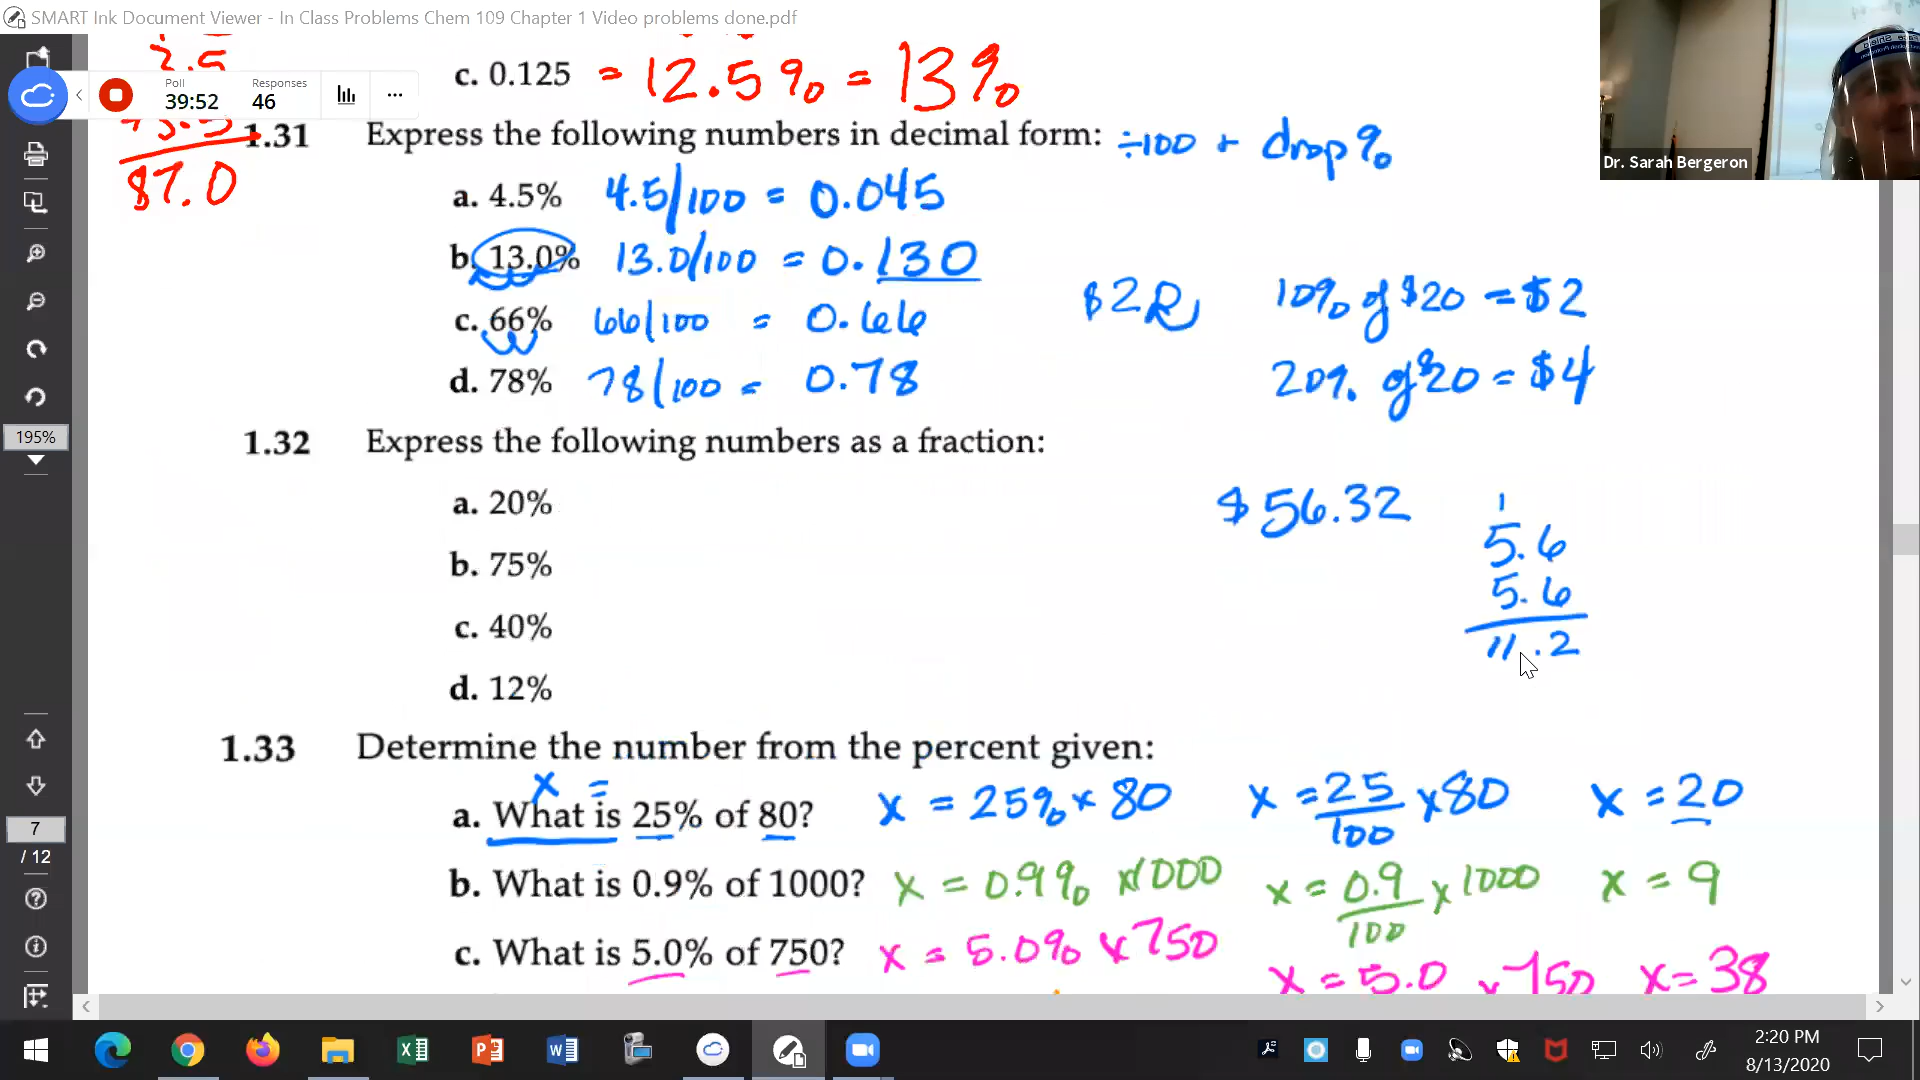 SMART Ink Document Viewer - In Class Problems Chem 109 Chapter 1 Video problems done.pdf
c. 0.125 = 12.5% = 13%
Poll
39:52
Responses
46
87.0
1.31 Express the following numbers in decimal form: ÷100 + drop %
a. 4.5% 4.5/100 = 0.045
b. 13.0% 13.0/100 = 0.130
c. 66% 66/100 = 0.66
d. 78% 78/100 = 0.78
10% of $20 = $2
20% of $20 = $4
Dr. Sarah Bergeron
1.32 Express the following numbers as a fraction:
a. 20%
b. 75%
c. 40%
d. 12%
$56.32
1
5.6
5.6
11.2
1.33 Determine the number from the percent given:
x =
a. What is 25% of 80? x = 25% × 80 x = 25/100 × 80 x = 20
b. What is 0.9% of 1000? x = 0.9% × 1000 x = 0.9/100 × 1000 x = 9
c. What is 5.0% of 750? x = 5.0% × 750 x = 5.0 × 750 x = 38
195%
7
/ 12
2:20 PM
8/13/2020